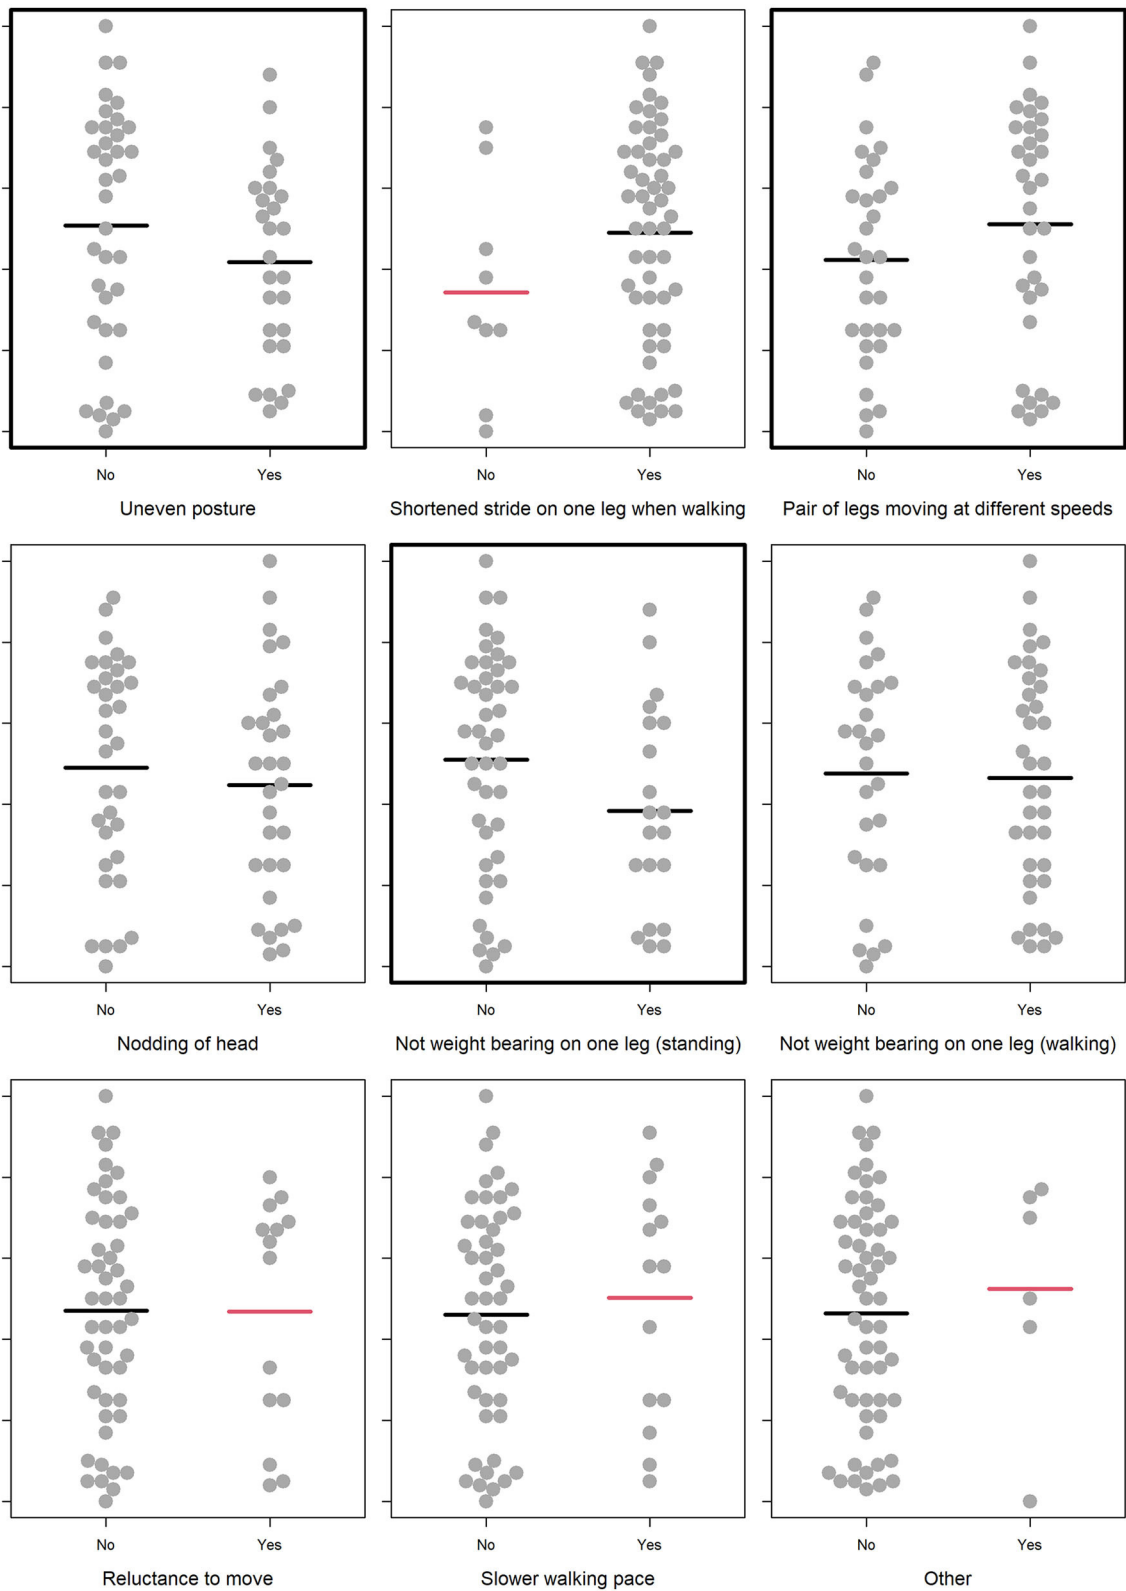 No Yes No Yes No Yes
Uneven posture Shortened stride on one leg when walking Pair of legs moving at different speeds
No Yes No Yes No Yes
Nodding of head Not weight bearing on one leg (standing) Not weight bearing on one leg (walking)
No Yes No Yes No Yes
Reluctance to move Slower walking pace Other